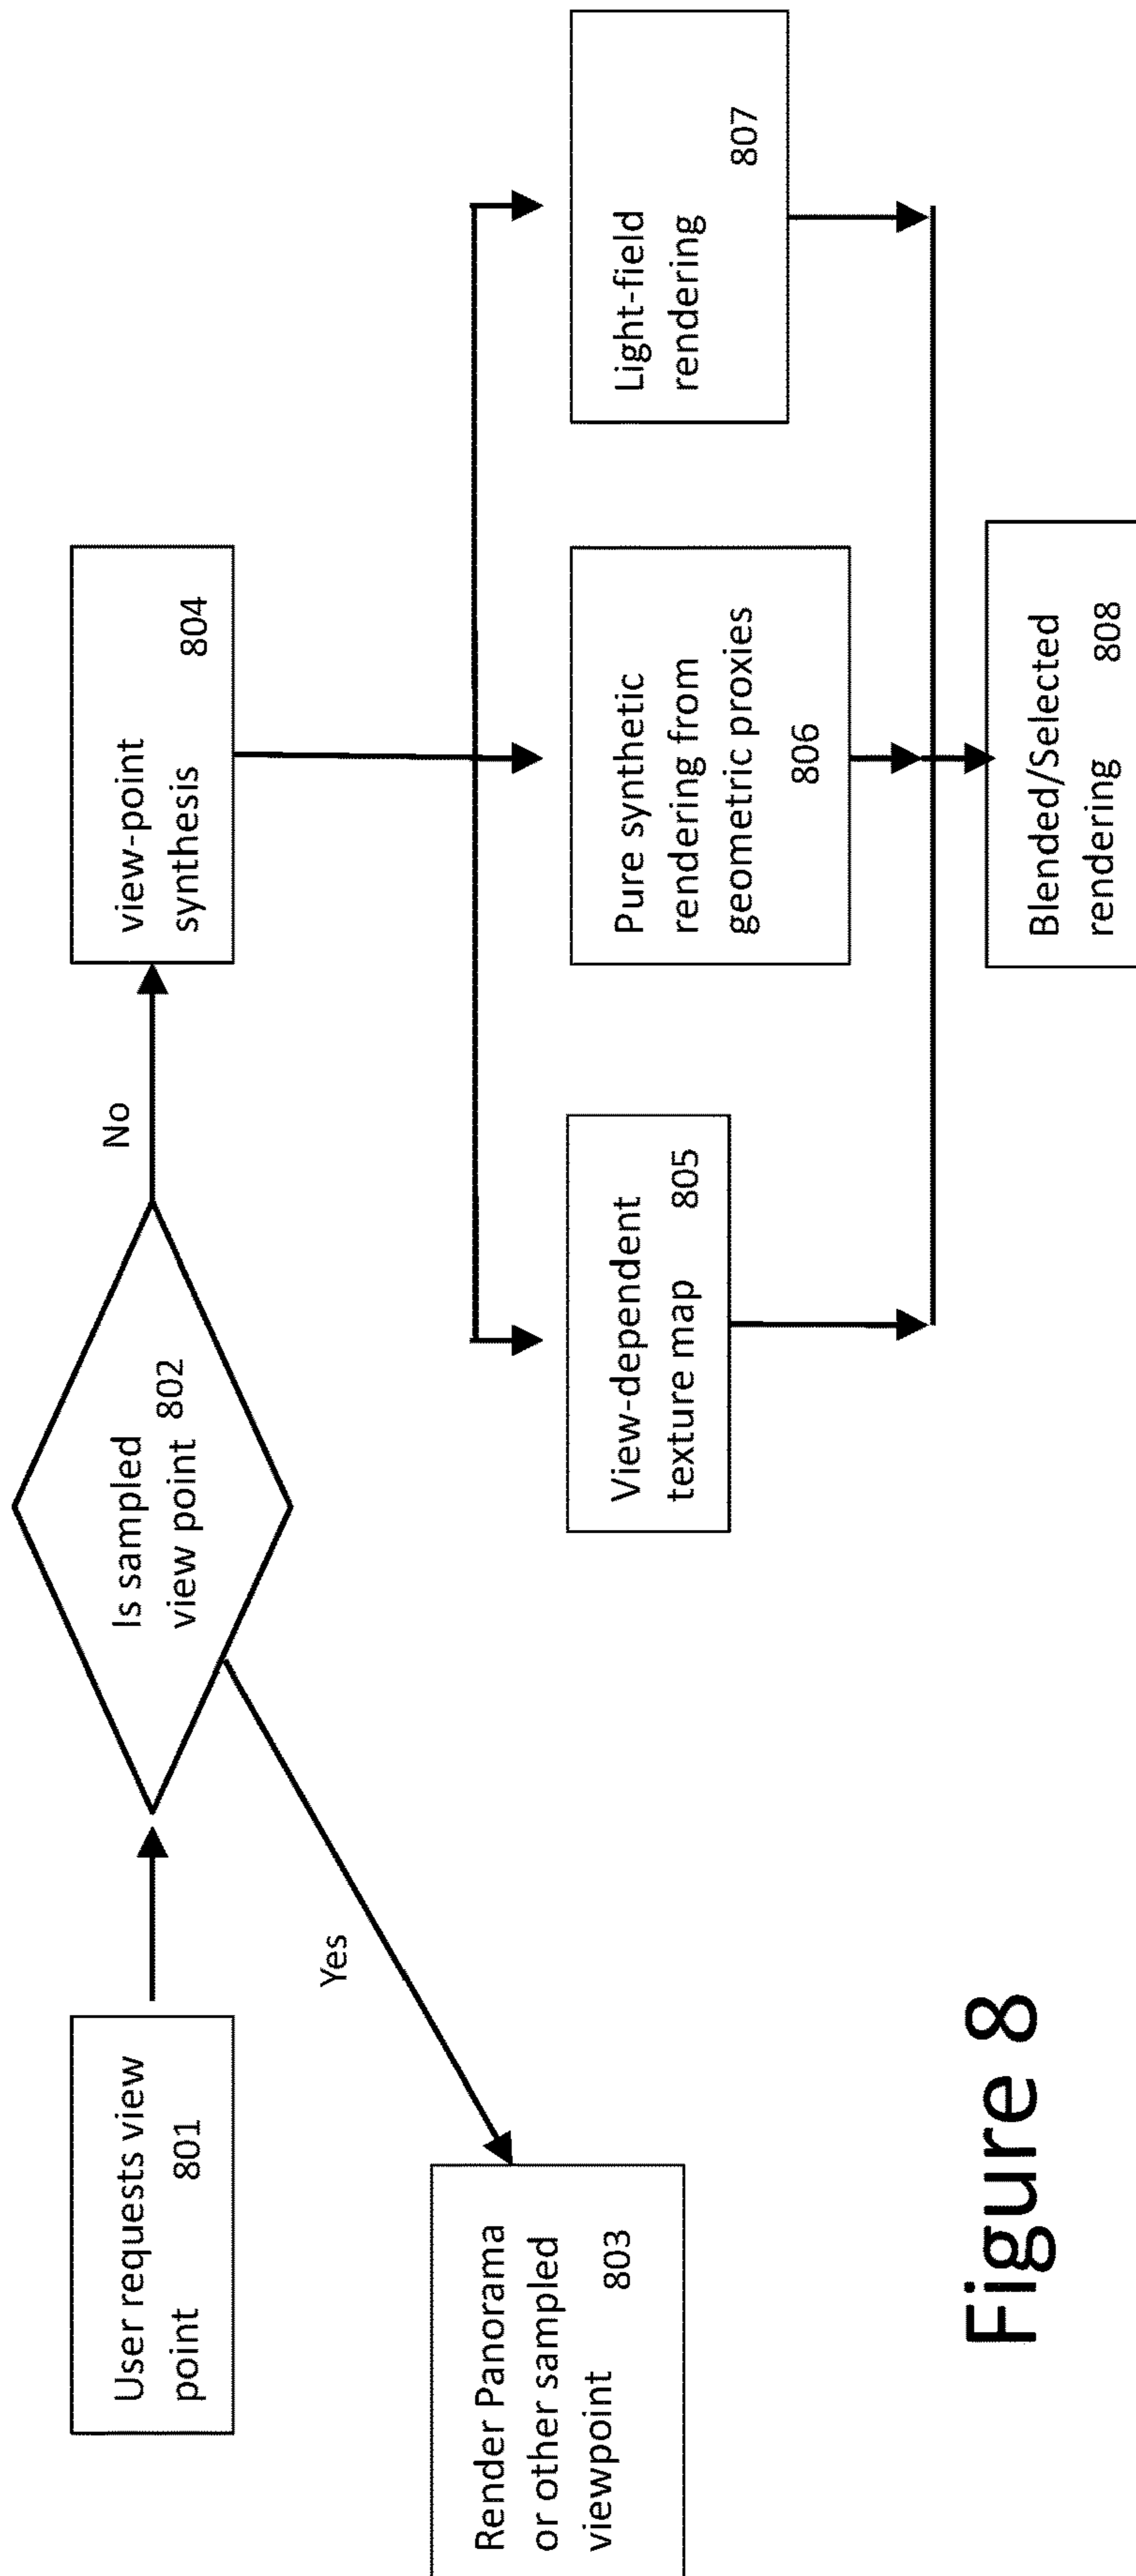 User requests view
point 801
Is sampled
view point 802
No
Yes
view-point
synthesis 804
Render Panorama
or other sampled
viewpoint 803
View-dependent
texture map 805
Pure synthetic
rendering from
geometric proxies
806
Light-field
rendering 807
Blended/Selected
rendering 808
Figure 8